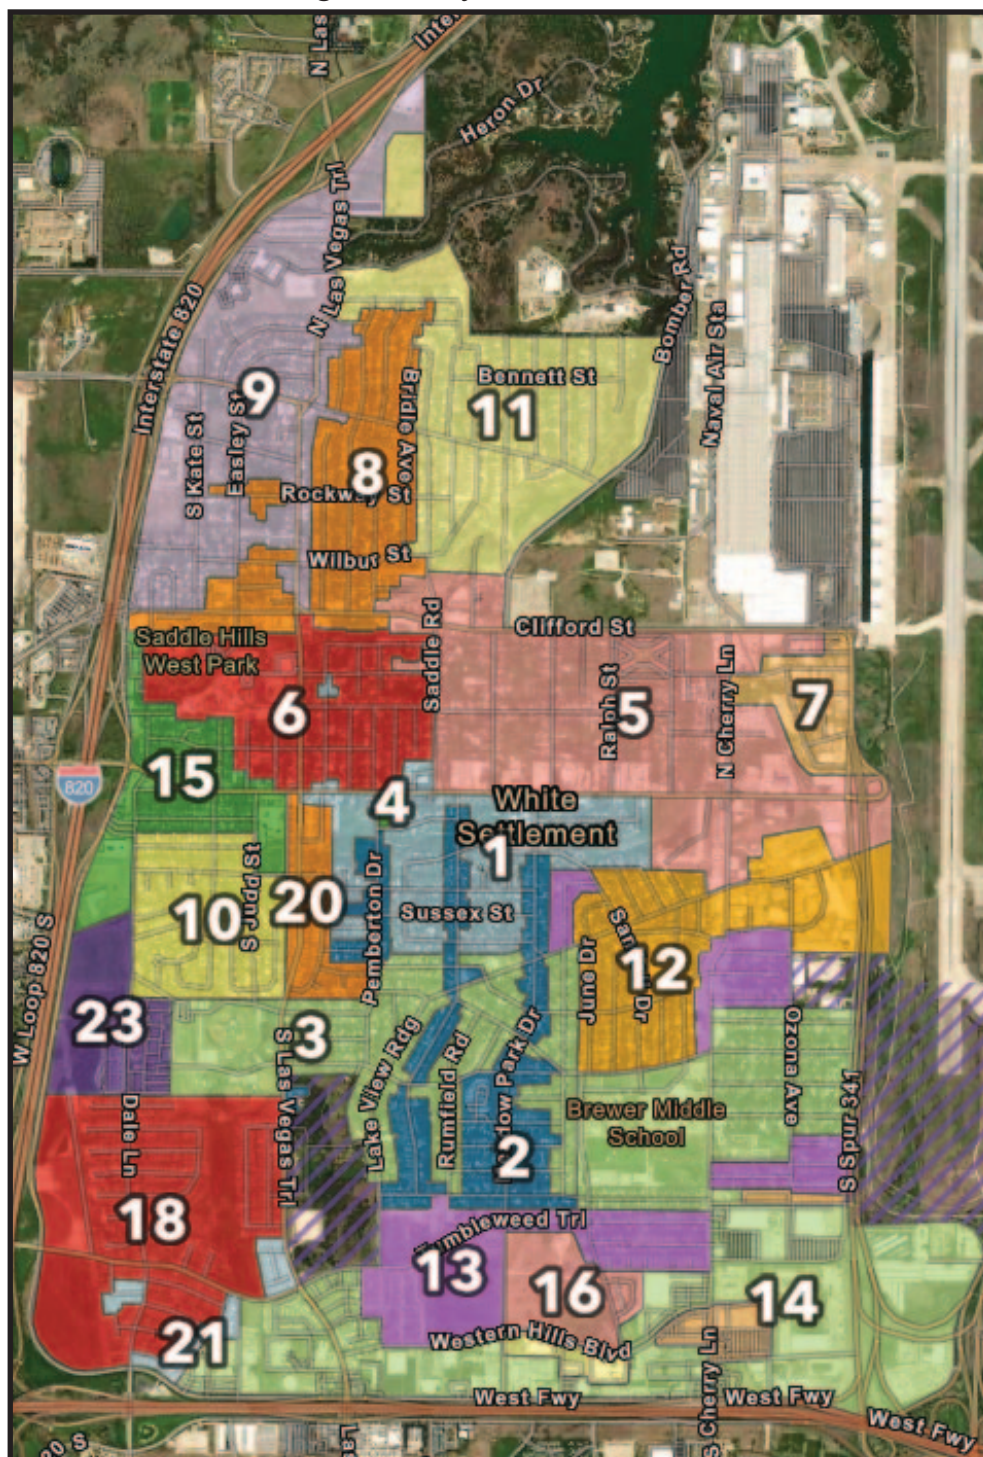 N Las
Inter
Heron Dr
N Las Vegas Trl
Interstate 820
Bomber Rd
Naval Air Sta
Bennett St
9
11
Bridle Ave
S Kate St
Easley St
8
Rockway St
Wilbur St
Saddle Rd
Clifford St
Saddle Hills
West Park
6
5
7
Ralph St
N Cherry Ln
15
820
4
White
Settlement
1
S Judd St
10
20
Pemberton Dr
Sussex St
12
June Dr
W Loop 820 S
23
3
S Las Vegas Trl
Lake View Rdg
Rumfield Rd
Ozona Ave
Dale Ln
Brewer Middle
School
2
S Spur 341
18
Tumbleweed Trl
13
16
14
21
Western Hills Blvd
S Cherry Ln
West Fwy
West Fwy
West Fwy
20 S
Las